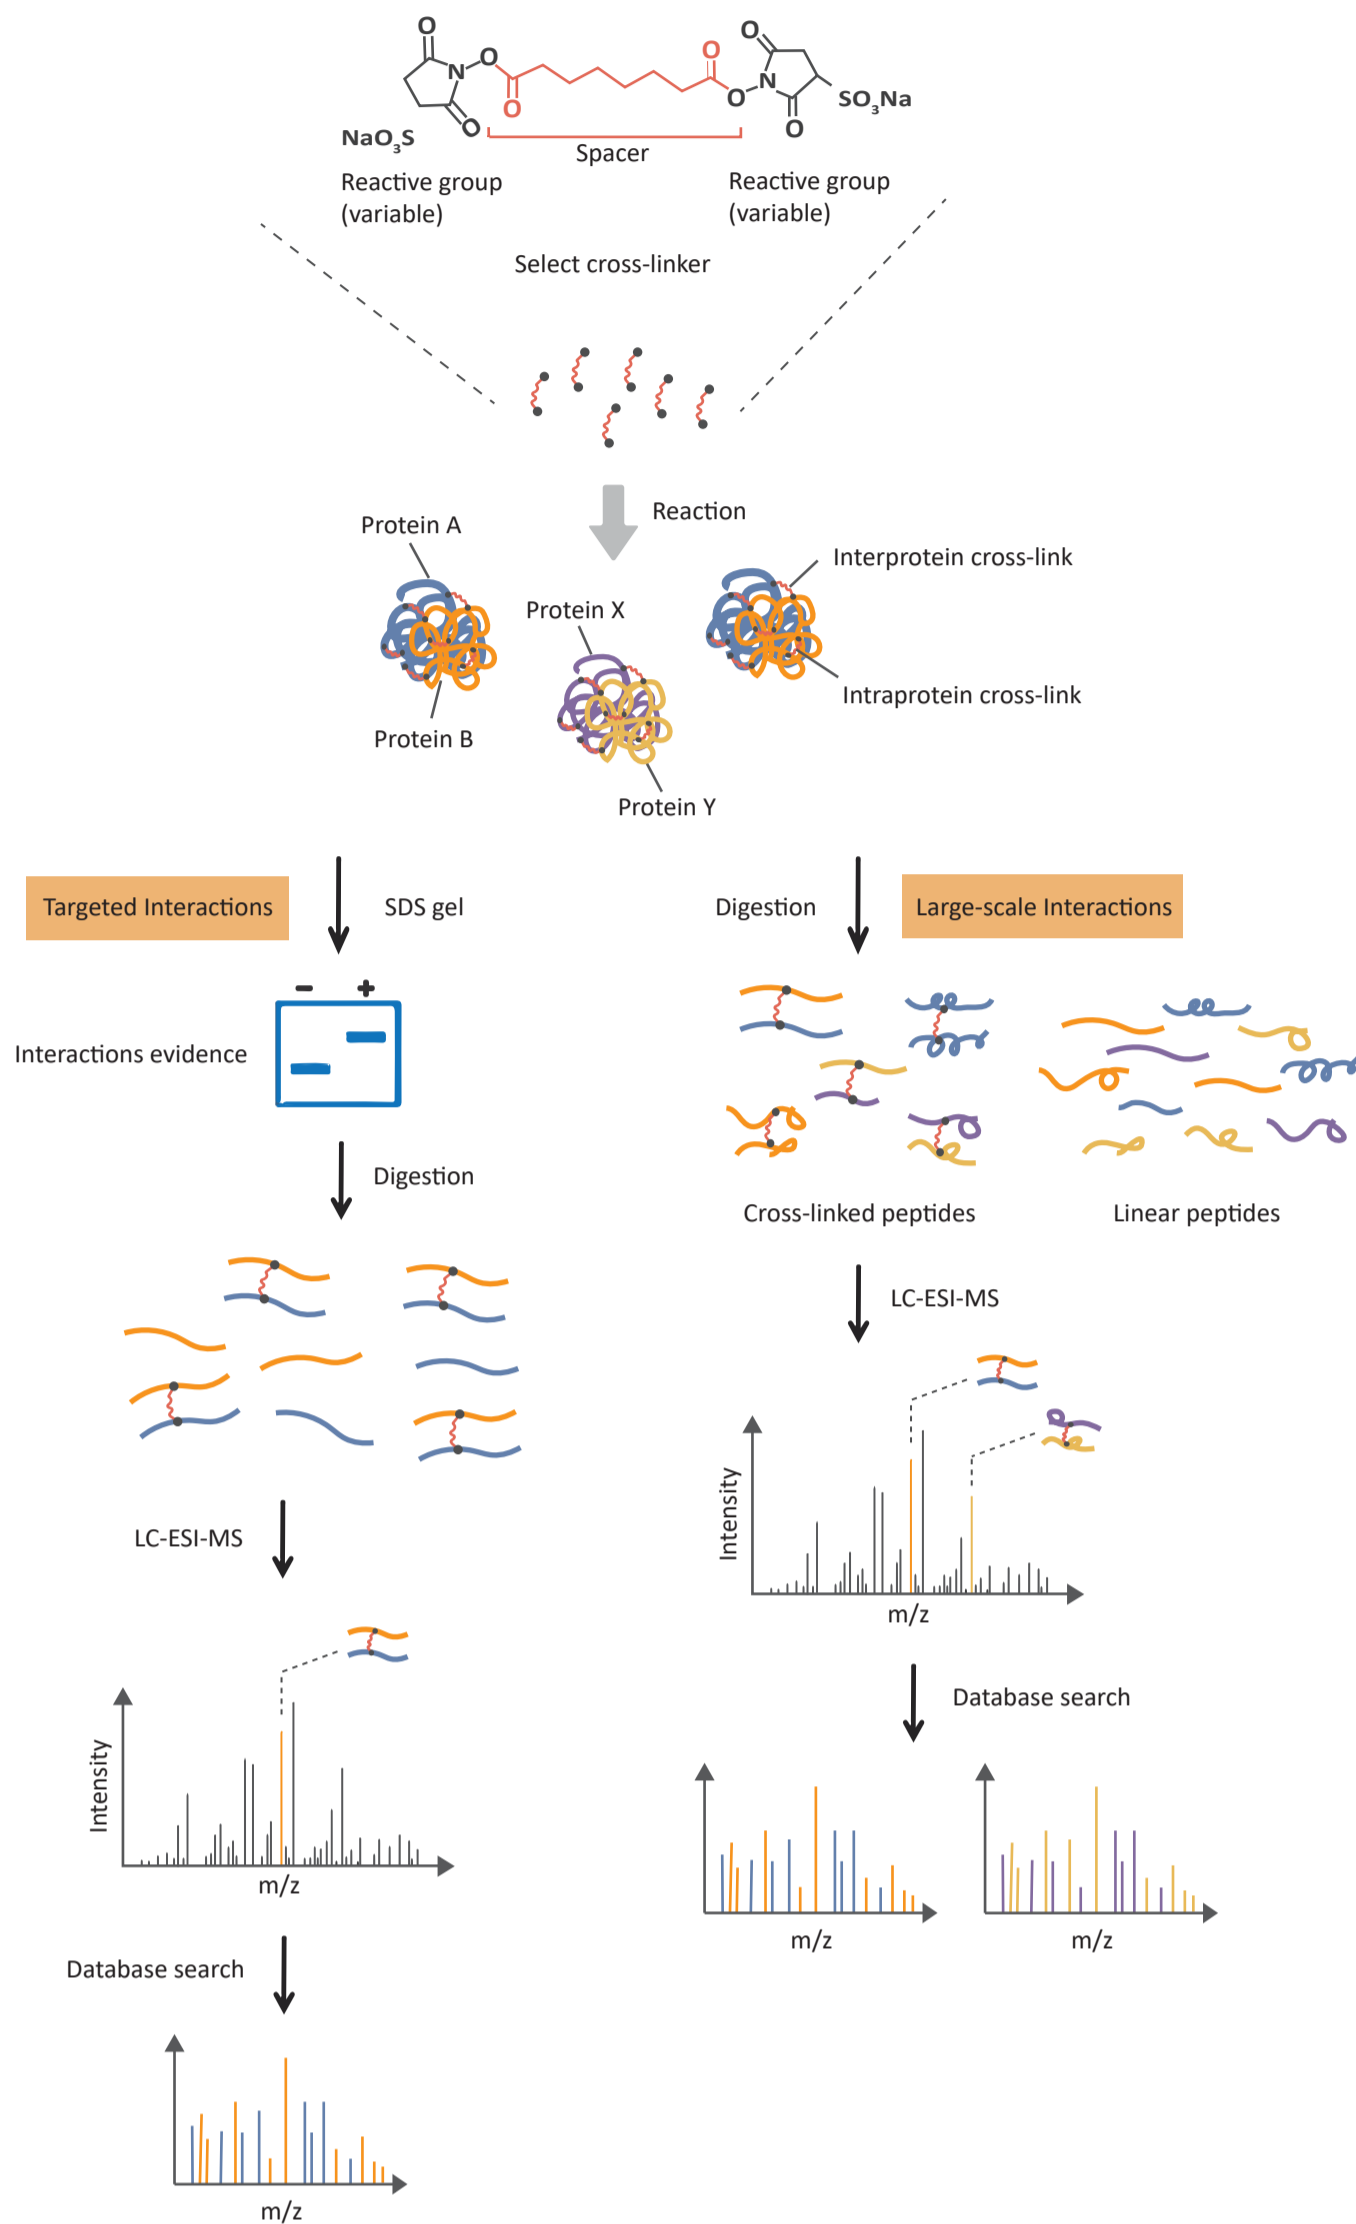 O
O
O
O
N
N
O
O
O
O
SO₃Na
NaO₃S
Spacer
Reactive group
(variable)
Reactive group
(variable)
Select cross-linker
Reaction
Protein A
Interprotein cross-link
Protein X
Intraprotein cross-link
Protein B
Protein Y
Targeted Interactions
SDS gel
Digestion
Large-scale Interactions
− +
Interactions evidence
Digestion
Cross-linked peptides
Linear peptides
LC-ESI-MS
Intensity
m/z
LC-ESI-MS
Intensity
m/z
Database search
m/z
m/z
Database search
m/z